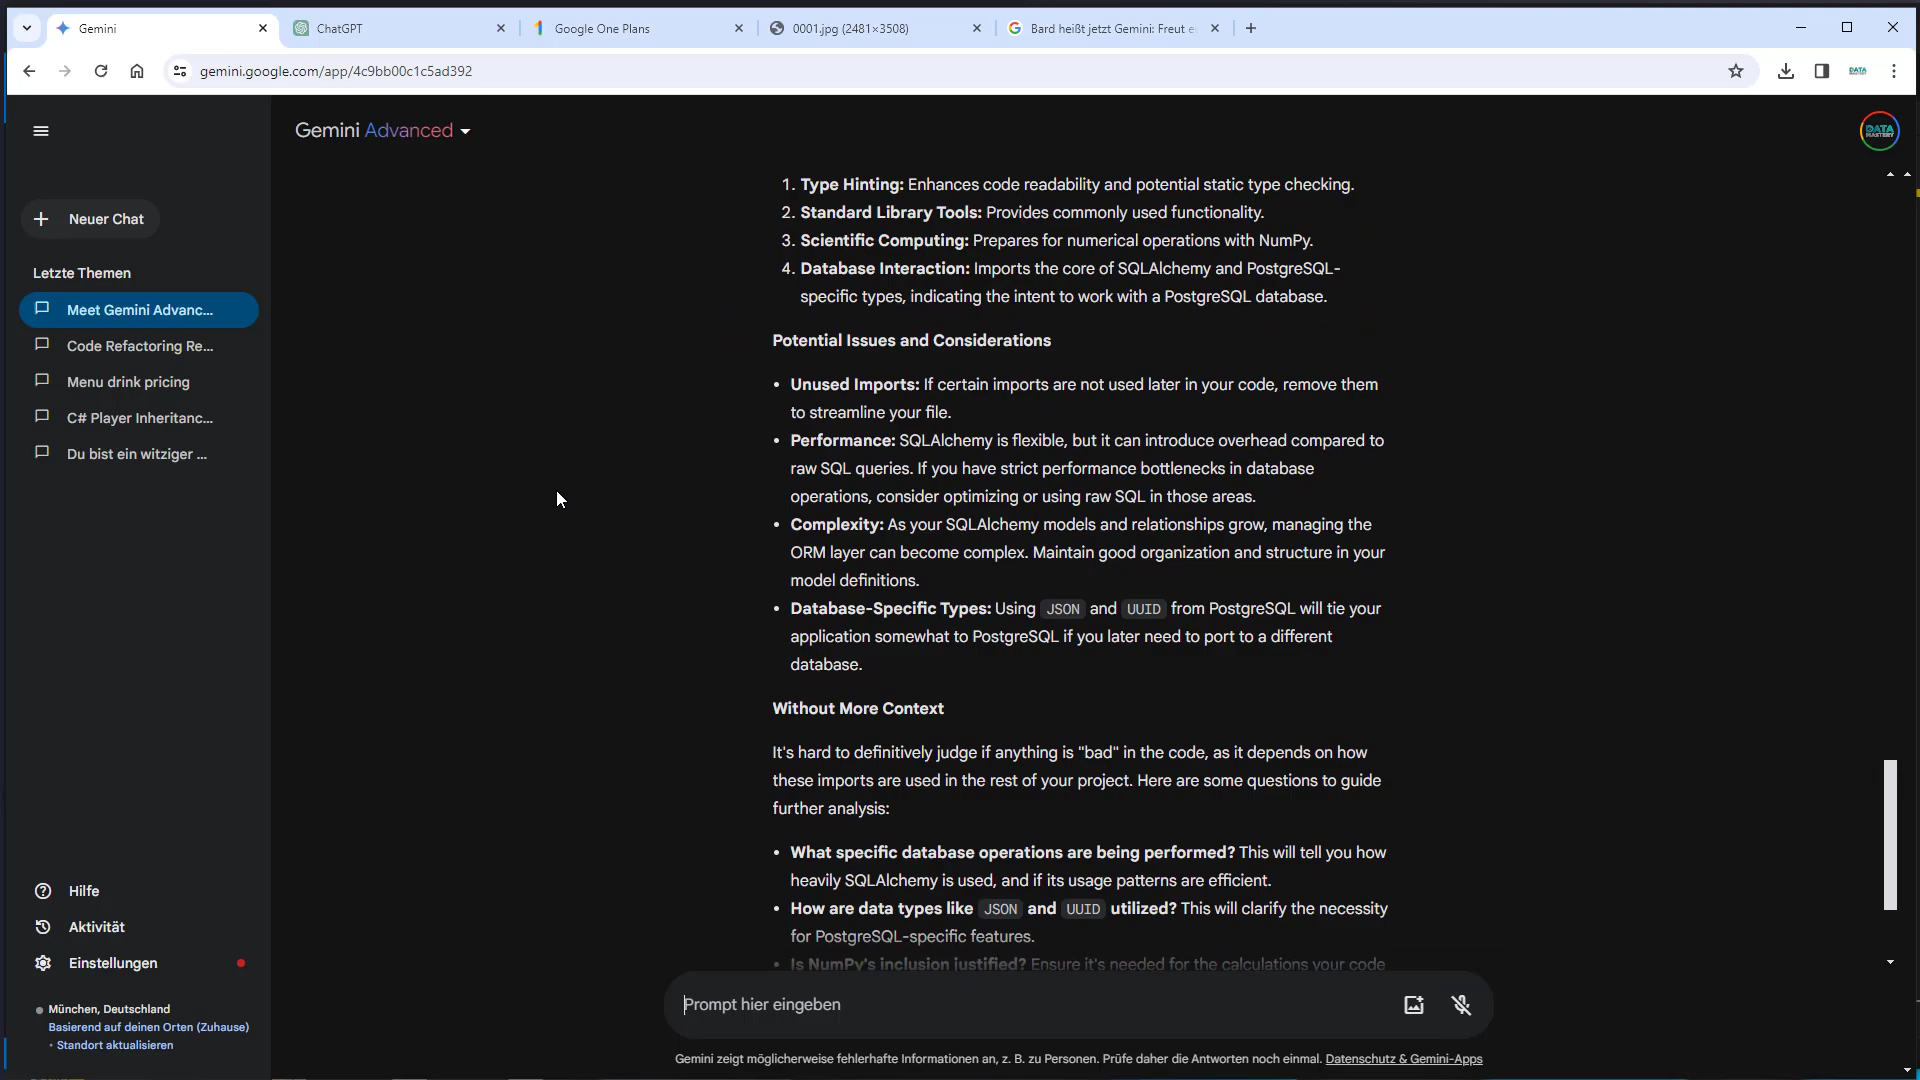 Gemini
ChatGPT
Google One Plans
0001.jpg (2481×3508)
Bard heißt jetzt Gemini: Freut e
gemini.google.com/app/4c9bb00c1c5ad392
DATA
Gemini Advanced
DATA
MASTERY
Neuer Chat
Letzte Themen
Meet Gemini Advanc...
Code Refactoring Re...
Menu drink pricing
C# Player Inheritanc...
Du bist ein witziger ...
1. Type Hinting: Enhances code readability and potential static type checking.
2. Standard Library Tools: Provides commonly used functionality.
3. Scientific Computing: Prepares for numerical operations with NumPy.
4. Database Interaction: Imports the core of SQLAlchemy and PostgreSQL-
specific types, indicating the intent to work with a PostgreSQL database.
Potential Issues and Considerations
• Unused Imports: If certain imports are not used later in your code, remove them
to streamline your file.
• Performance: SQLAlchemy is flexible, but it can introduce overhead compared to
raw SQL queries. If you have strict performance bottlenecks in database
operations, consider optimizing or using raw SQL in those areas.
• Complexity: As your SQLAlchemy models and relationships grow, managing the
ORM layer can become complex. Maintain good organization and structure in your
model definitions.
• Database-Specific Types: Using JSON and UUID from PostgreSQL will tie your
application somewhat to PostgreSQL if you later need to port to a different
database.
Without More Context
It's hard to definitively judge if anything is "bad" in the code, as it depends on how
these imports are used in the rest of your project. Here are some questions to guide
further analysis:
• What specific database operations are being performed? This will tell you how
heavily SQLAlchemy is used, and if its usage patterns are efficient.
• How are data types like JSON and UUID utilized? This will clarify the necessity
for PostgreSQL-specific features.
• Is NumPy's inclusion justified? Ensure it's needed for the calculations your code
Hilfe
Aktivität
Einstellungen
München, Deutschland
Basierend auf deinen Orten (Zuhause)
• Standort aktualisieren
Prompt hier eingeben
Gemini zeigt möglicherweise fehlerhafte Informationen an, z. B. zu Personen. Prüfe daher die Antworten noch einmal. Datenschutz & Gemini-Apps